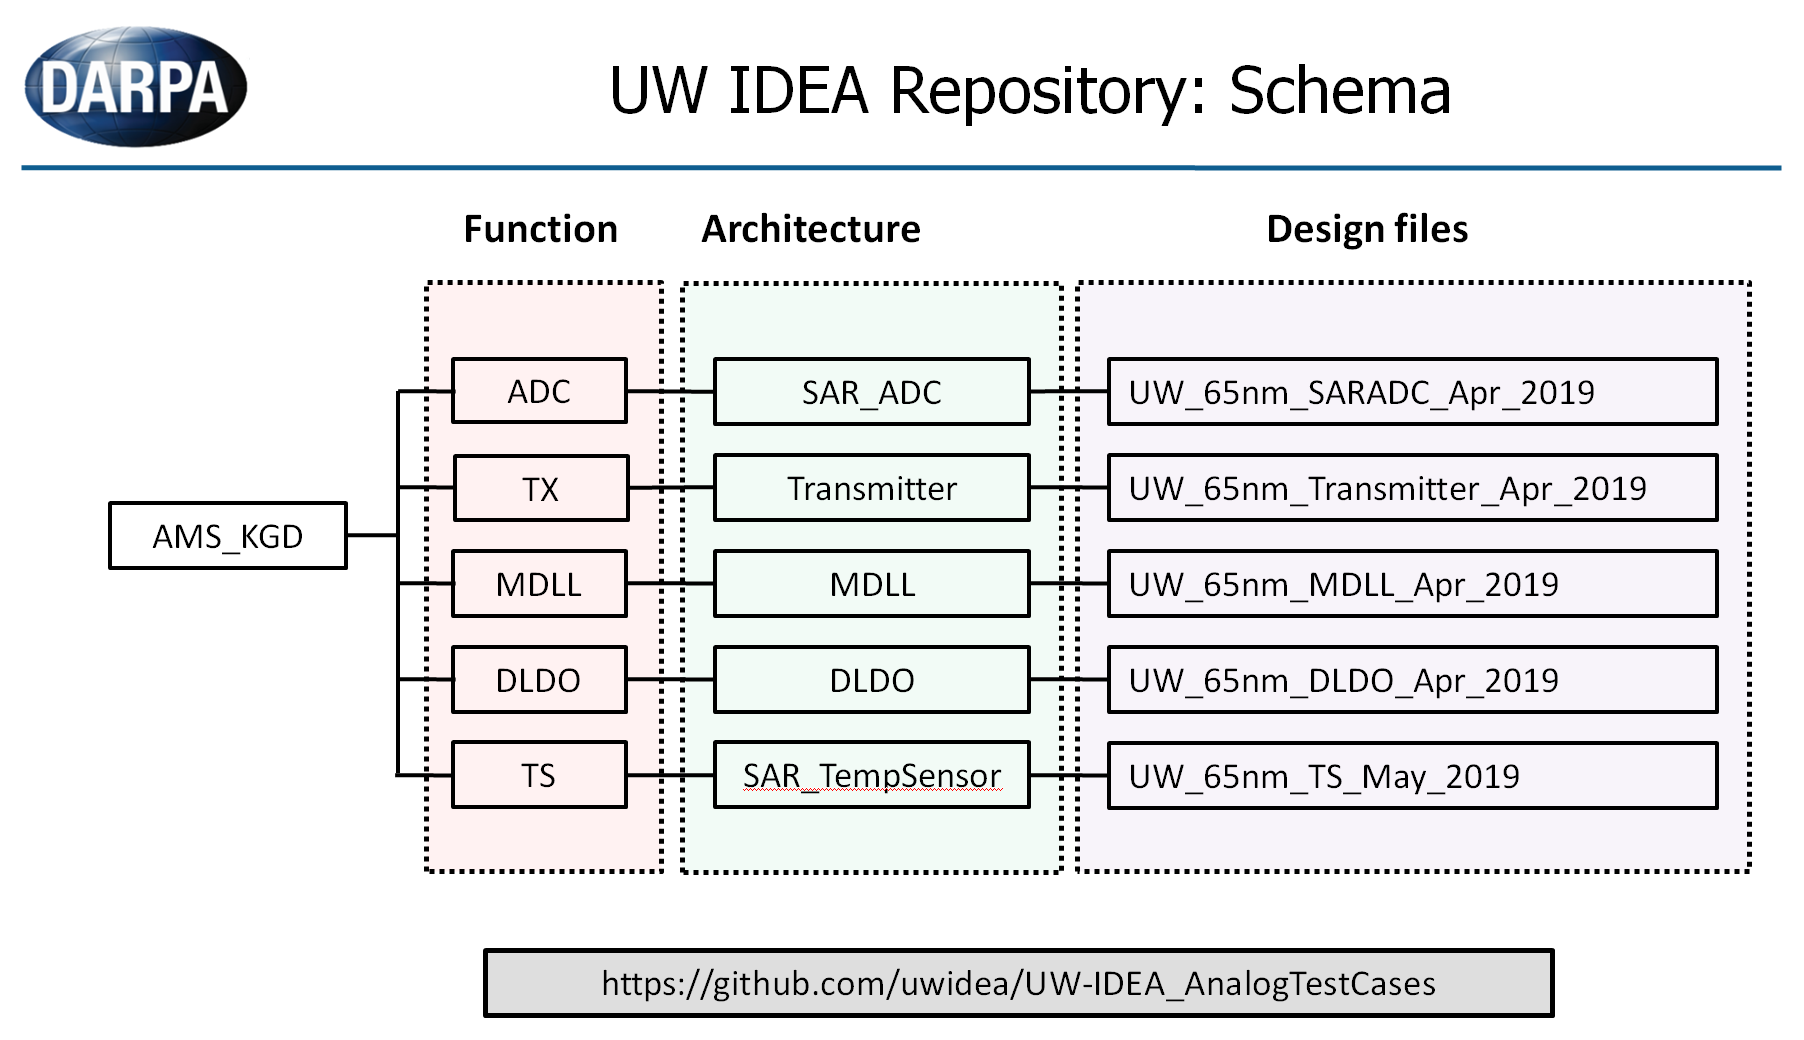 DARPA
UW IDEA Repository: Schema
Function Architecture Design files
ADC SAR_ADC UW_65nm_SARADC_Apr_2019
TX Transmitter UW_65nm_Transmitter_Apr_2019
AMS_KGD
MDLL MDLL UW_65nm_MDLL_Apr_2019
DLDO DLDO UW_65nm_DLDO_Apr_2019
TS SAR_TempSensor UW_65nm_TS_May_2019
https://github.com/uwidea/UW-IDEA_AnalogTestCases